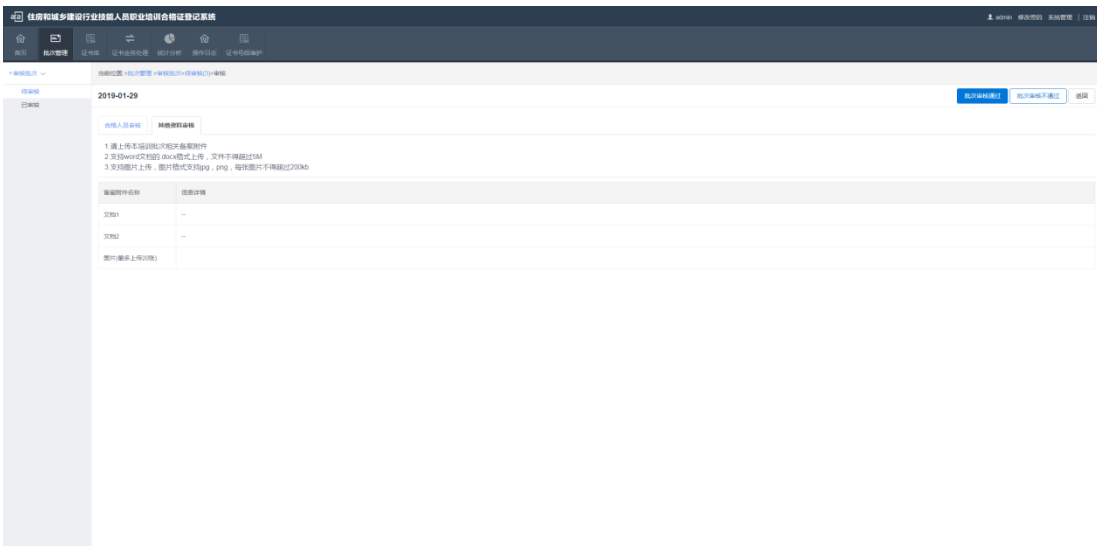 住房和城乡建设行业技能人员职业培训合格证登记系统
admin 修改密码 系统管理 | 注销
首页 批次管理 证书库 证书业务处理 统计分析 操作日志 证书号段维护
审核批次
待审核
已审核
当前位置:>批次管理 >审核批次>待审核(3)>审核
2019-01-29
批次审核通过 批次审核不通过 返回
合格人员审核 其他资料审核
1.请上传本培训批次相关备案附件
2.支持word文档的.docx格式上传，文件不得超过5M
3.支持图片上传，图片格式支持jpg，png，每张图片不得超过200kb
备案附件名称 信息详情
文档1 --
文档2 --
图片(最多上传20张)